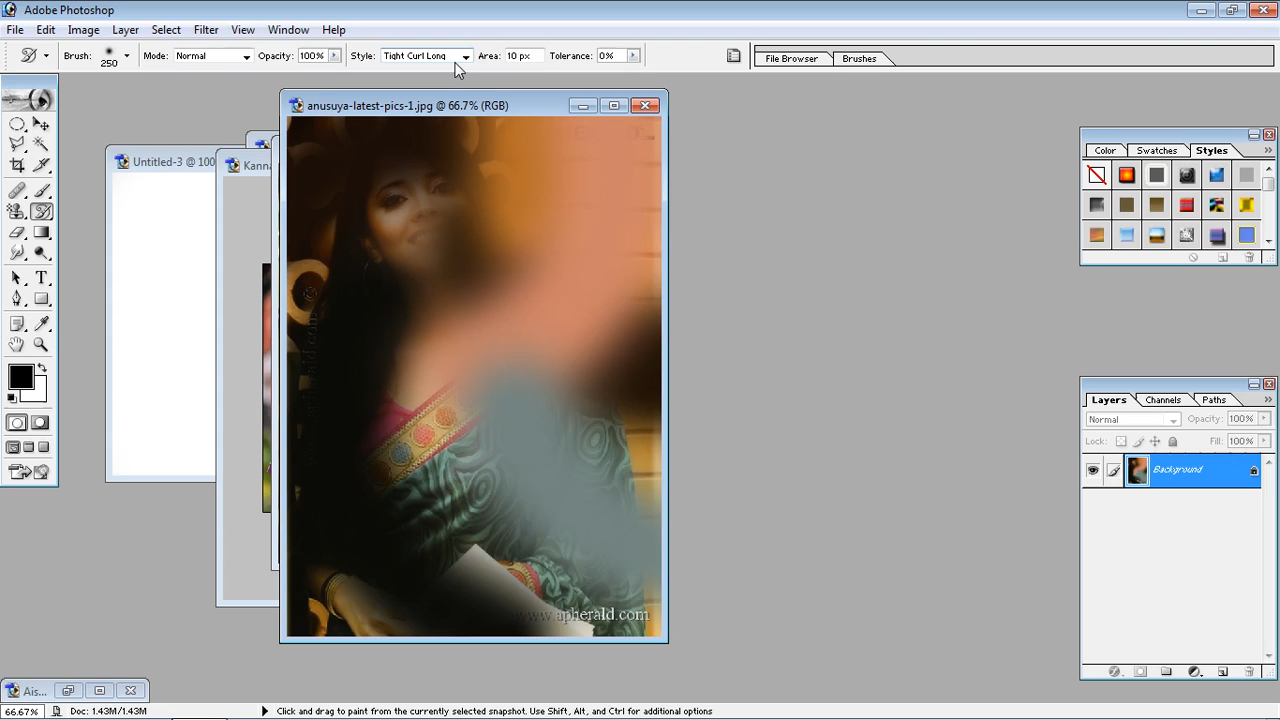 Adobe Photoshop
File Edit Image Layer Select Filter View Window Help
Brush: 250 Mode: Normal Opacity: 100% Style: Tight Curl Long Area: 10 px Tolerance: 0% File Browser Brushes
anusuya-latest-pics-1.jpg @ 66.7% (RGB)
Untitled-3 @ 100
Kanna
Color Swatches Styles
www.apherald.com
Layers Channels Paths
Normal Opacity: 100%
Lock: Fill: 100%
Background
Ais...
66.67% Doc: 1.43M/1.43M Click and drag to paint from the currently selected snapshot. Use Shift, Alt, and Ctrl for additional options